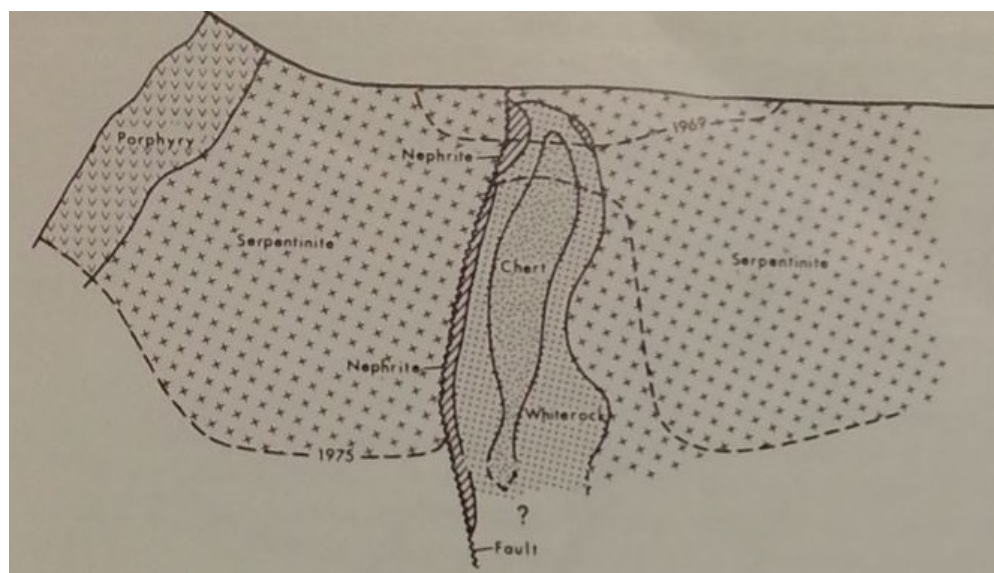 Porphyry
1969
Nephrite
Serpentinite
Chert
Serpentinite
Nephrite
Whiterock
1975
?
Fault